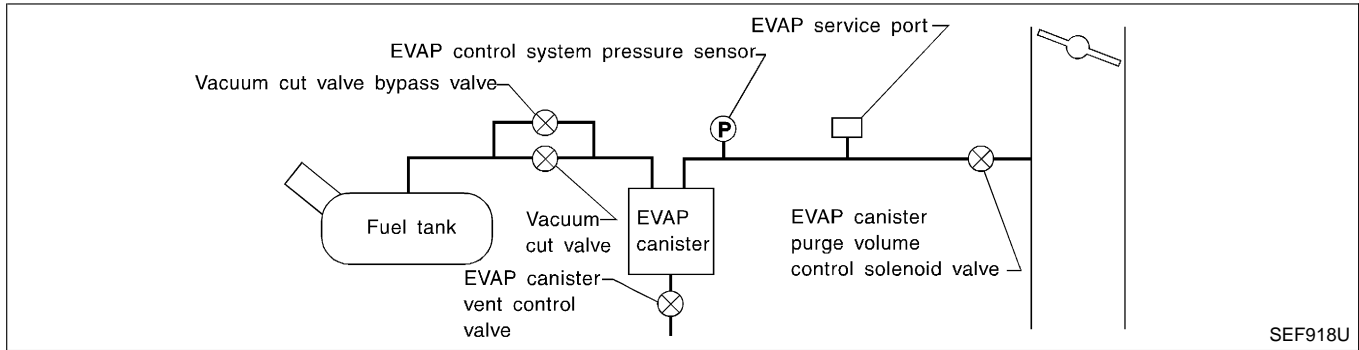 EVAP service port
EVAP control system pressure sensor
Vacuum cut valve bypass valve
P
Fuel tank
Vacuum
cut valve
EVAP
canister
EVAP canister
purge volume
control solenoid valve
EVAP canister
vent control
valve
SEF918U